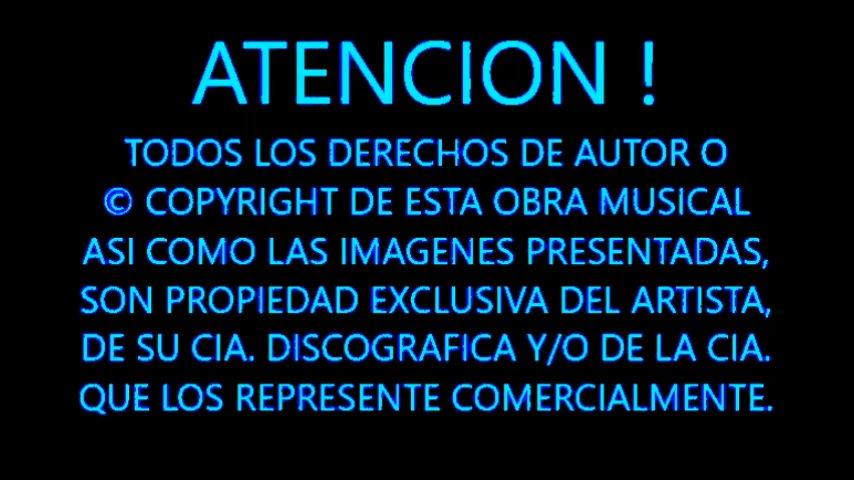 ATENCION !
TODOS LOS DERECHOS DE AUTOR O
© COPYRIGHT DE ESTA OBRA MUSICAL
ASI COMO LAS IMAGENES PRESENTADAS,
SON PROPIEDAD EXCLUSIVA DEL ARTISTA,
DE SU CIA. DISCOGRAFICA Y/O DE LA CIA.
QUE LOS REPRESENTE COMERCIALMENTE.